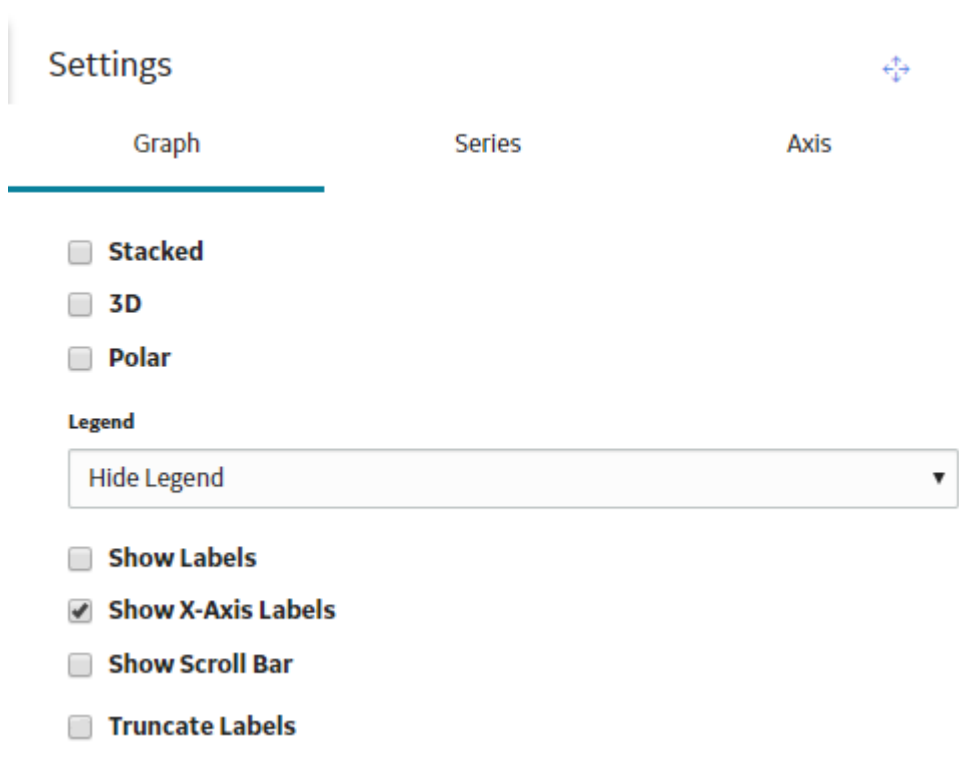 Settings
Graph Series Axis
Stacked
3D
Polar
Legend
Hide Legend
Show Labels
Show X-Axis Labels
Show Scroll Bar
Truncate Labels